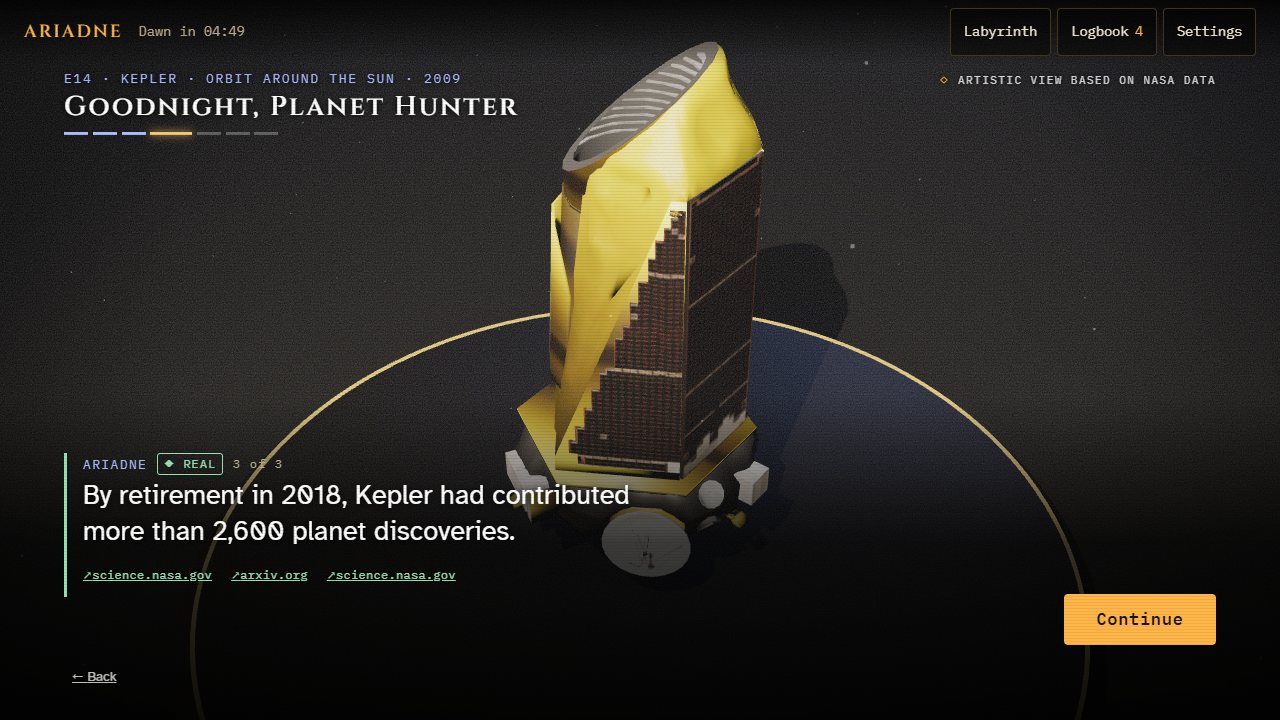 ARIADNE Dawn in 04:49 Labyrinth Logbook 4 Settings
E14 · KEPLER · ORBIT AROUND THE SUN · 2009
◇ ARTISTIC VIEW BASED ON NASA DATA
Goodnight, Planet Hunter
ARIADNE ◆ REAL 3 of 3
By retirement in 2018, Kepler had contributed
more than 2,600 planet discoveries.
↗science.nasa.gov ↗arxiv.org ↗science.nasa.gov
Continue
← Back